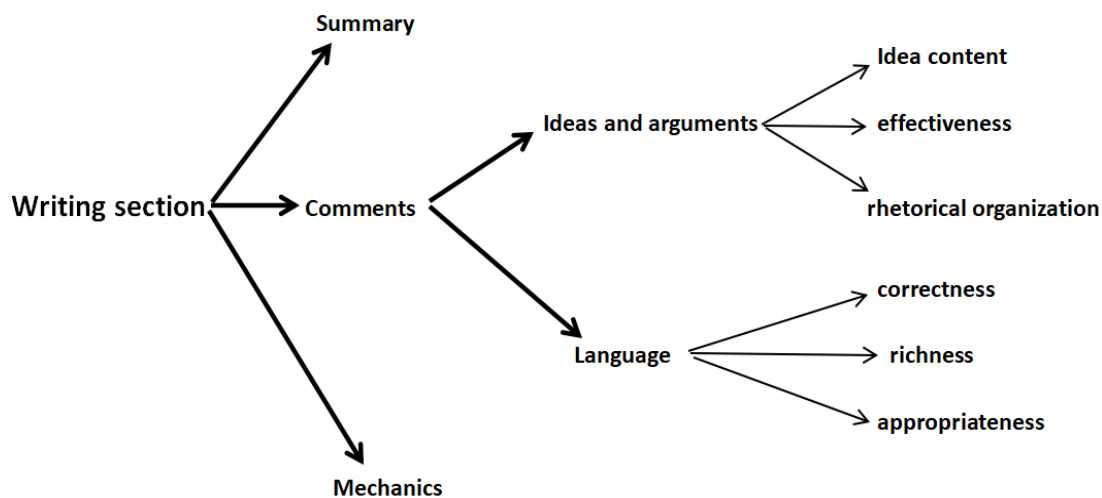 Summary
Idea content
Ideas and arguments
effectiveness
Writing section
Comments
rhetorical organization
correctness
Language
richness
appropriateness
Mechanics